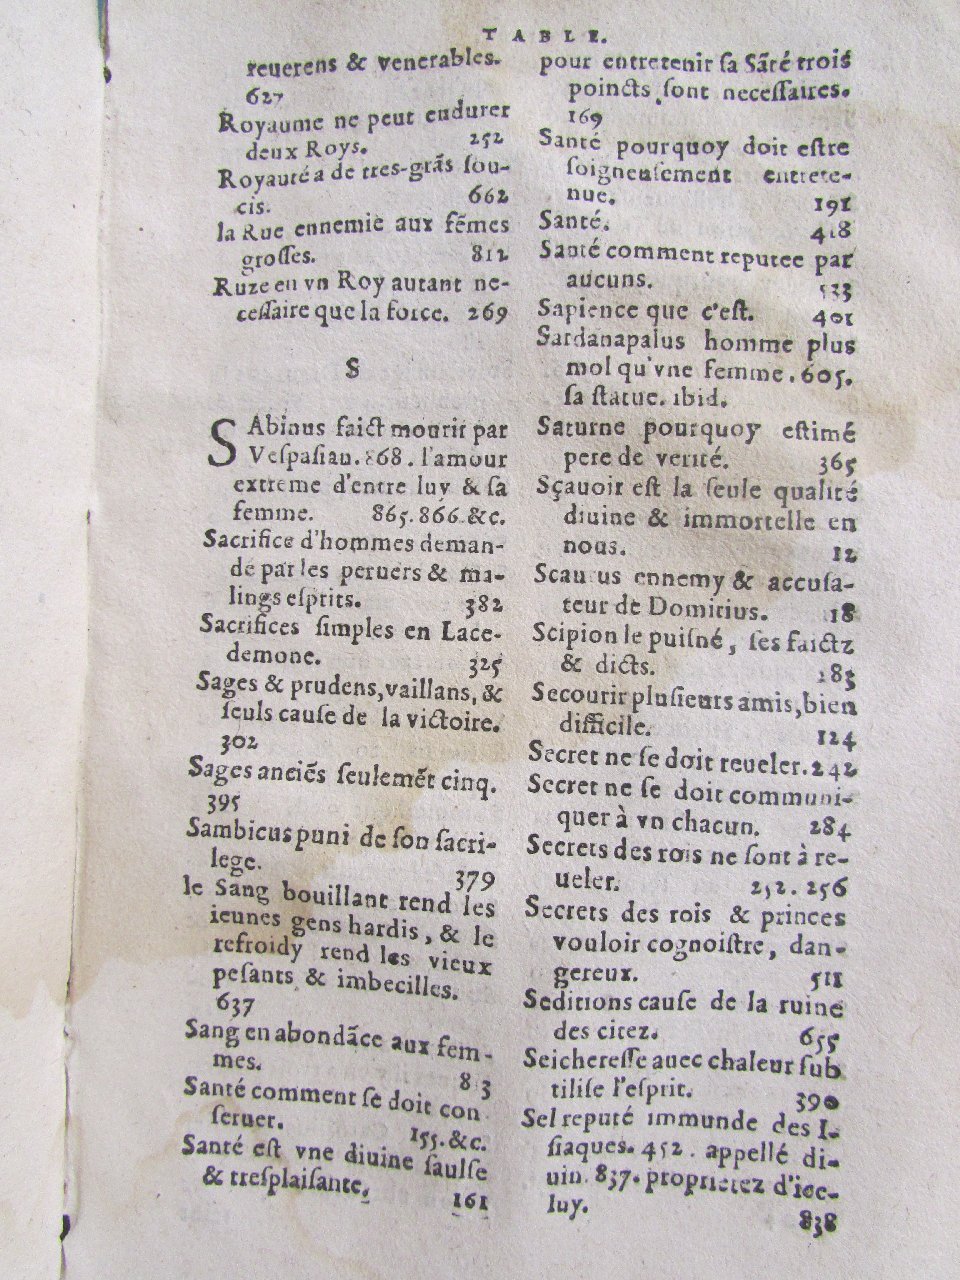 TABLE.
reuerens & venerables.
627
Royaume ne peut endurer
deux Roys. 252
Royauté a de tres-grãs sou-
cis. 662
la Rue ennemie aux fẽmes
grosses. 812
Ruze en vn Roy autant ne-
cessaire que la force. 269
S
SAbinus faict mourir par
Vespasian. 868. l'amour
extreme d'entre luy & sa
femme. 865. 866. &c.
Sacrifice d'hommes deman-
dé par les peruers & ma-
lings esprits. 382
Sacrifices simples en Lace-
demone. 325
Sages & prudens, vaillans, &
seuls cause de la victoire.
302
Sages anciẽs seulemẽt cinq.
395
Sambicus puni de son sacri-
lege. 379
le Sang bouillant rend les
ieunes gens hardis, & le
refroidy rend les vieux
pesants & imbecilles.
637
Sang en abondãce aux fem-
mes.
Santé comment se doit con
seruer. 155. &c.
Santé est vne diuine saulse
& tresplaisante. 161
pour entretenir sa Sãté trois
poincts sont necessaires.
169
Santé pourquoy doit estre
soigneusement entrete-
nue. 191
Santé. 418
Santé comment reputee par
aucuns. 533
Sapience que c'est. 401
Sardanapalus homme plus
mol qu'vne femme. 605.
sa statue. ibid.
Saturne pourquoy estimé
pere de verité. 365
Sçauoir est la seule qualité
diuine & immortelle en
nous. 12
Scaurus ennemy & accusa-
teur de Domitius. 18
Scipion le puisné, ses faictz
& dicts. 183
Secourir plusieurs amis, bien
difficile. 124
Secret ne se doit reueler. 242
Secret ne se doit communi-
quer à vn chacun. 284
Secrets des rois ne sont à re-
ueler. 252. 256
Secrets des rois & princes
vouloir cognoistre, dan-
gereux. 511
Seditions cause de la ruine
des citez. 655
Seicheresse auec chaleur sub
tilise l'esprit. 390
Sel reputé immunde des I-
siaques. 452. appellé di-
uin. 837. proprietez d'ice-
luy. 838